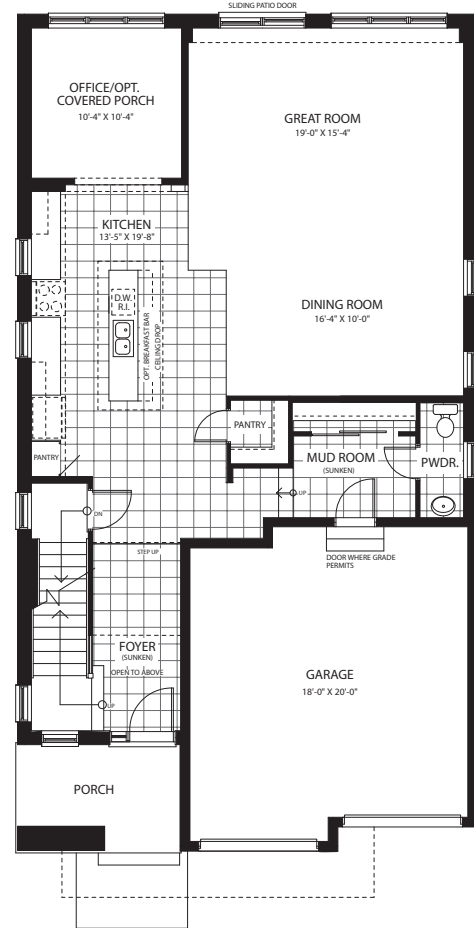 SLIDING PATIO DOOR
OFFICE/OPT.
COVERED PORCH
10'-4" X 10'-4"
GREAT ROOM
19'-0" X 15'-4"
KITCHEN
13'-5" X 19'-8"
D.W.
R.I.
OPT. BREAKFAST BAR
CEILING DROP
DINING ROOM
16'-4" X 10'-0"
PANTRY
PANTRY
MUD ROOM
(SUNKEN)
PWDR.
UP
DN
STEP UP
DOOR WHERE GRADE
PERMITS
FOYER
(SUNKEN)
OPEN TO ABOVE
UP
GARAGE
18'-0" X 20'-0"
PORCH